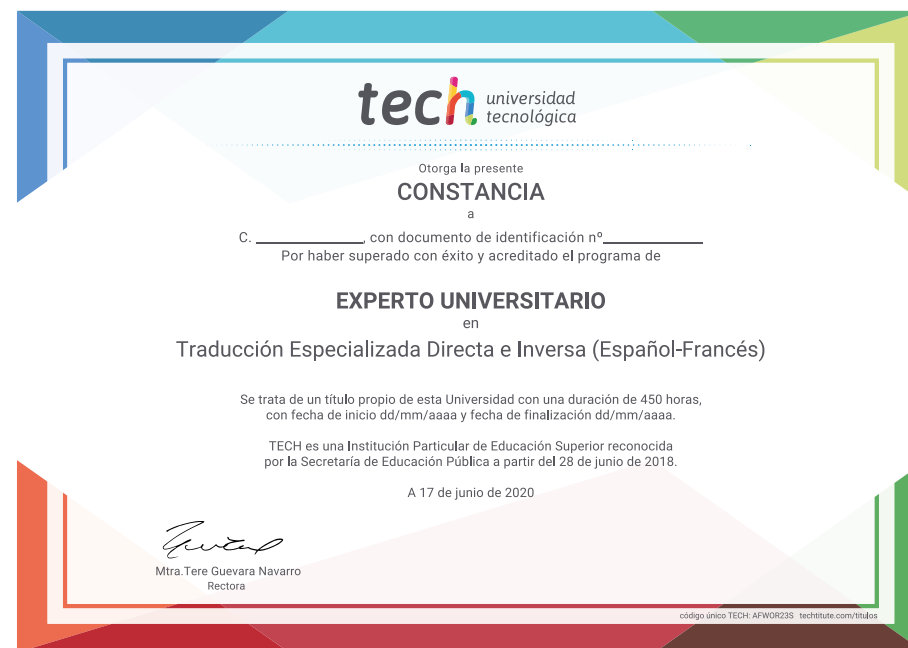 tech universidad
tecnológica
Otorga la presente
CONSTANCIA
a
C. ____________, con documento de identificación nº____________
Por haber superado con éxito y acreditado el programa de
EXPERTO UNIVERSITARIO
en
Traducción Especializada Directa e Inversa (Español-Francés)
Se trata de un título propio de esta Universidad con una duración de 450 horas,
con fecha de inicio dd/mm/aaaa y fecha de finalización dd/mm/aaaa.
TECH es una Institución Particular de Educación Superior reconocida
por la Secretaría de Educación Pública a partir del 28 de junio de 2018.
A 17 de junio de 2020
Mtra.Tere Guevara Navarro
Rectora
código único TECH: AFWOR23S techtitute.com/titulos